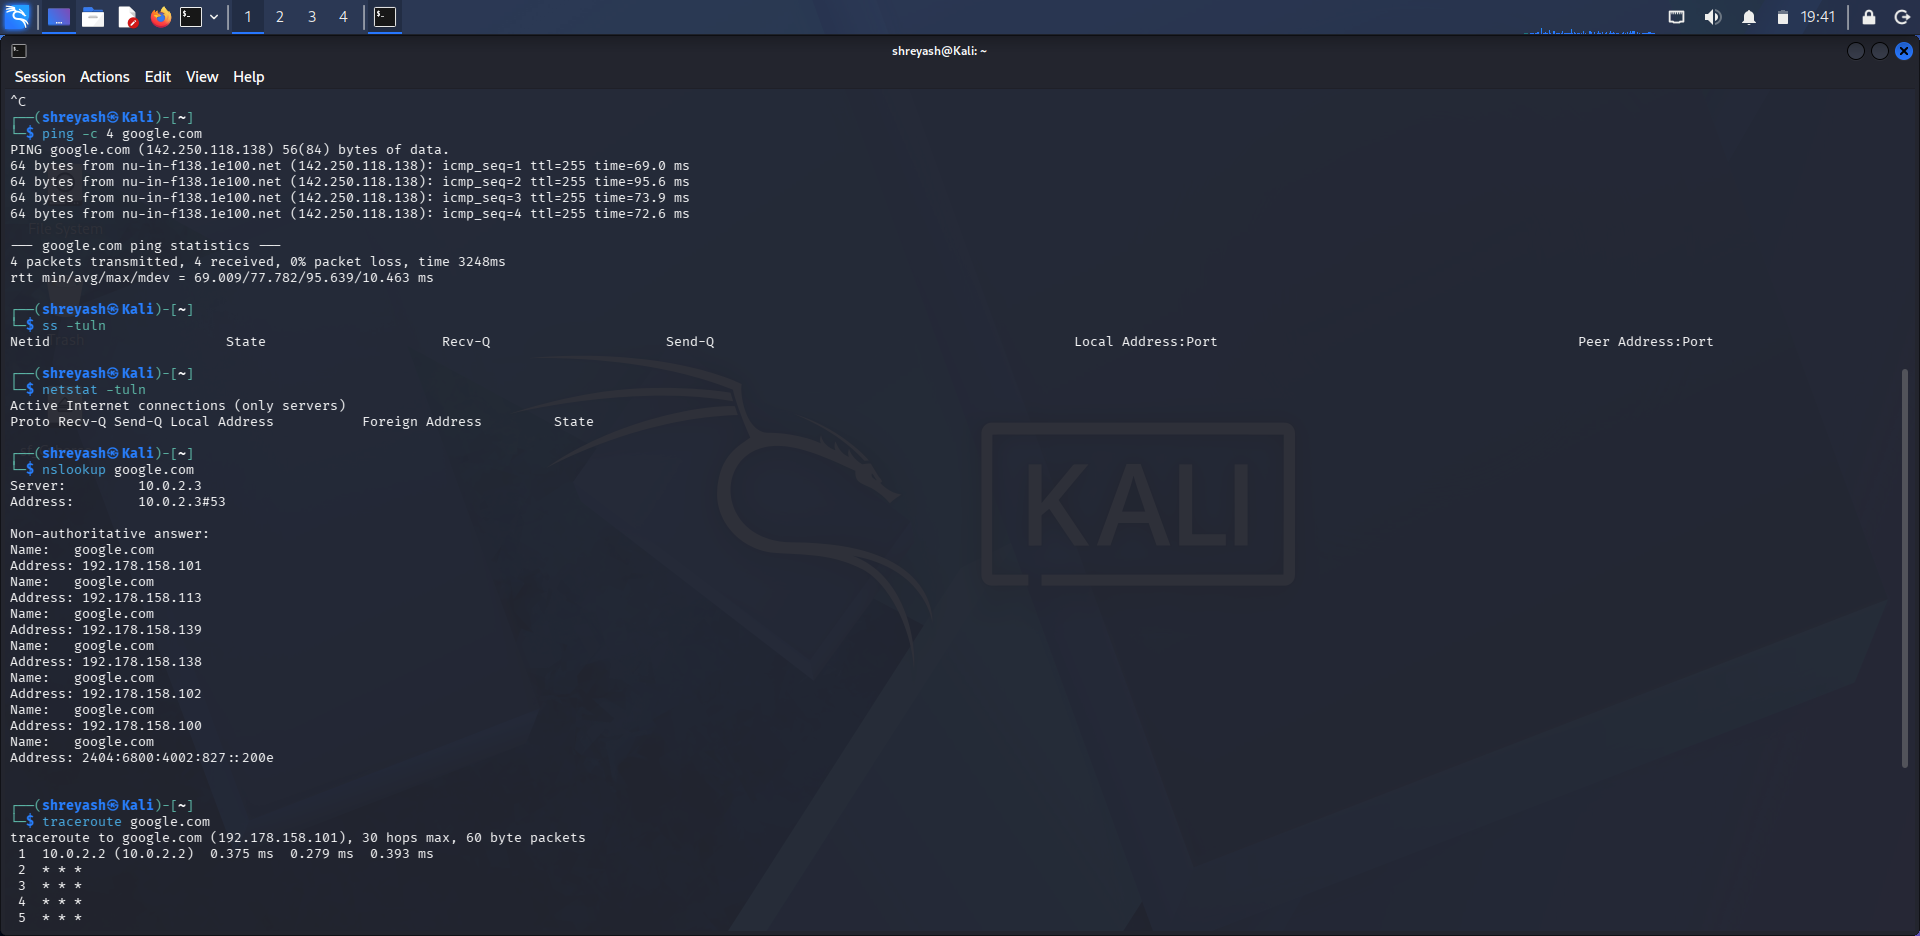 1 2 3 4 19:41
shreyash@Kali: ~
Session Actions Edit View Help
^C
┌──(shreyash㉿Kali)-[~]
└─$ ping -c 4 google.com
PING google.com (142.250.118.138) 56(84) bytes of data.
64 bytes from nu-in-f138.1e100.net (142.250.118.138): icmp_seq=1 ttl=255 time=69.0 ms
64 bytes from nu-in-f138.1e100.net (142.250.118.138): icmp_seq=2 ttl=255 time=95.6 ms
64 bytes from nu-in-f138.1e100.net (142.250.118.138): icmp_seq=3 ttl=255 time=73.9 ms
64 bytes from nu-in-f138.1e100.net (142.250.118.138): icmp_seq=4 ttl=255 time=72.6 ms
File System
--- google.com ping statistics ---
4 packets transmitted, 4 received, 0% packet loss, time 3248ms
rtt min/avg/max/mdev = 69.009/77.782/95.639/10.463 ms
┌──(shreyash㉿Kali)-[~]
└─$ ss -tuln
Netid State Recv-Q Send-Q Local Address:Port Peer Address:Port
Trash
┌──(shreyash㉿Kali)-[~]
└─$ netstat -tuln
Active Internet connections (only servers)
Proto Recv-Q Send-Q Local Address Foreign Address State
┌──(shreyash㉿Kali)-[~]
└─$ nslookup google.com
Server: 10.0.2.3
Address: 10.0.2.3#53
KALI
Non-authoritative answer:
Name: google.com
Address: 192.178.158.101
Name: google.com
Address: 192.178.158.113
Name: google.com
Address: 192.178.158.139
Name: google.com
Address: 192.178.158.138
Name: google.com
Address: 192.178.158.102
Name: google.com
Address: 192.178.158.100
Name: google.com
Address: 2404:6800:4002:827::200e
┌──(shreyash㉿Kali)-[~]
└─$ traceroute google.com
traceroute to google.com (192.178.158.101), 30 hops max, 60 byte packets
1 10.0.2.2 (10.0.2.2) 0.375 ms 0.279 ms 0.393 ms
2 * * *
3 * * *
4 * * *
5 * * *